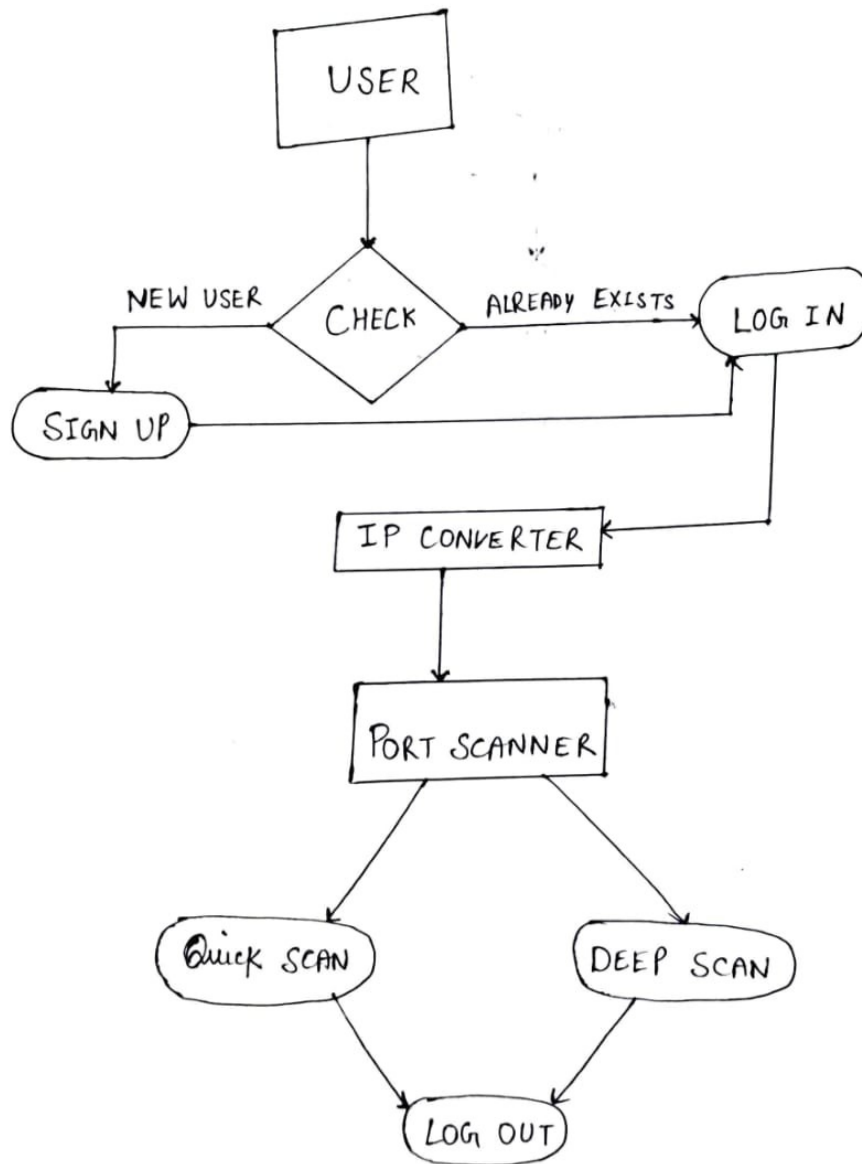 USER
NEW USER
CHECK
ALREADY EXISTS
LOG IN
SIGN UP
IP CONVERTER
PORT SCANNER
Quick SCAN
DEEP SCAN
LOG OUT